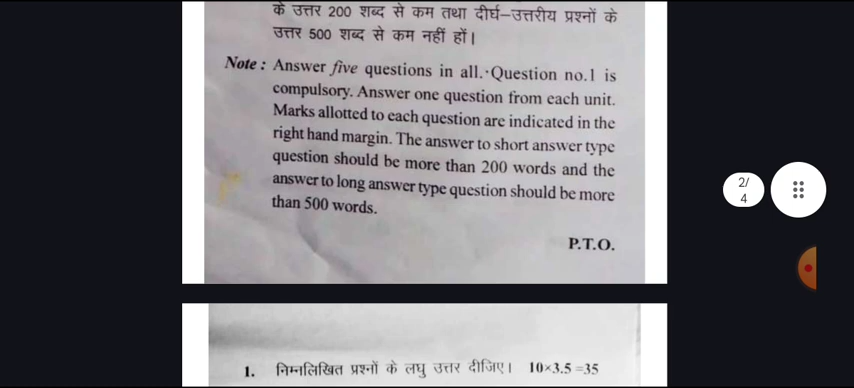 के उत्तर 200 शब्द से कम तथा दीर्घ–उत्तरीय प्रश्नों के
उत्तर 500 शब्द से कम नहीं हों।
Note : Answer five questions in all. Question no.1 is
compulsory. Answer one question from each unit.
Marks allotted to each question are indicated in the
right hand margin. The answer to short answer type
question should be more than 200 words and the
answer to long answer type question should be more
than 500 words.
P.T.O.
2/
4
1. निम्नलिखित प्रश्नों के लघु उत्तर दीजिए। 10×3.5 =35